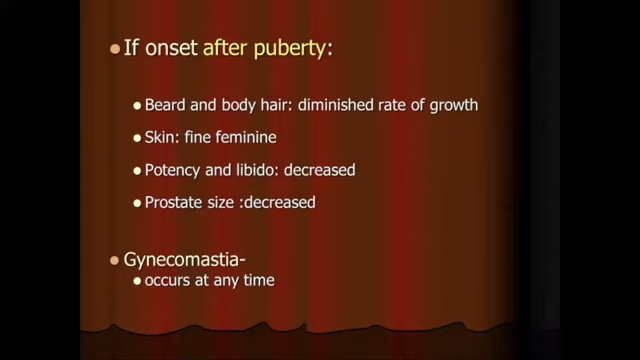 If onset after puberty:
Beard and body hair: diminished rate of growth
Skin: fine feminine
Potency and libido: decreased
Prostate size :decreased
Gynecomastia-
occurs at any time